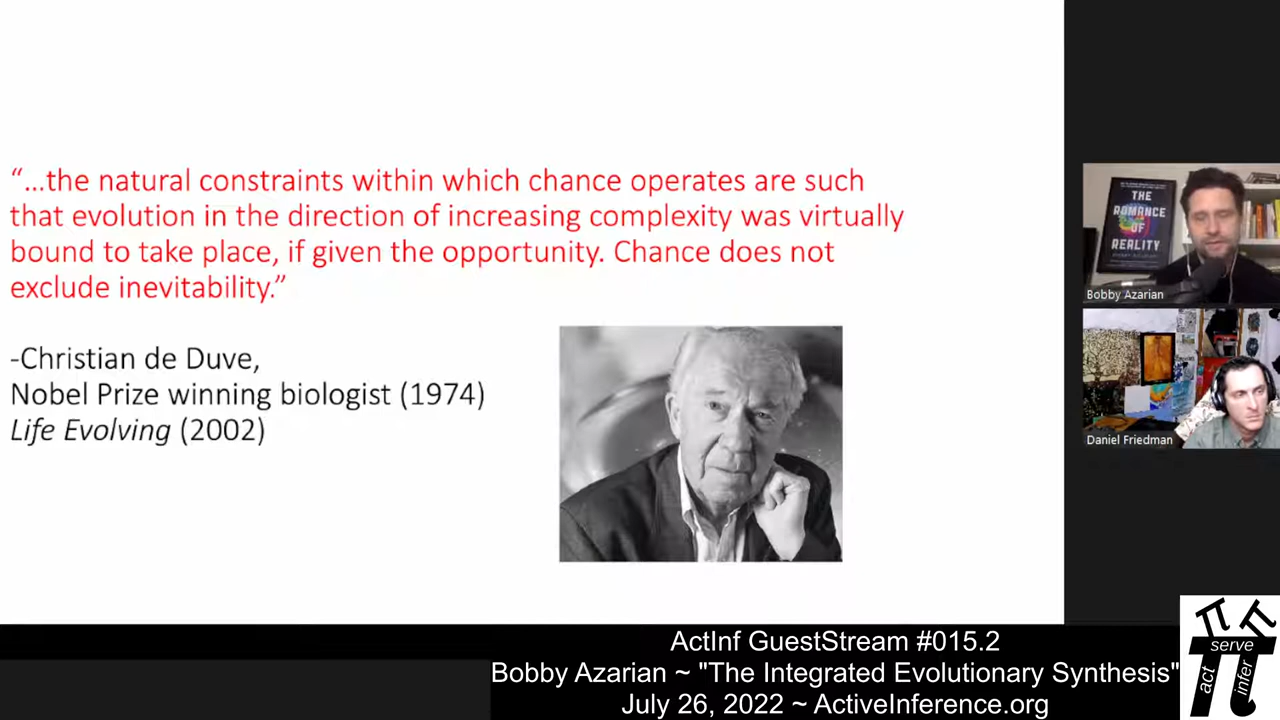 “...the natural constraints within which chance operates are such
that evolution in the direction of increasing complexity was virtually
bound to take place, if given the opportunity. Chance does not
exclude inevitability.”
-Christian de Duve,
Nobel Prize winning biologist (1974)
Life Evolving (2002)
THE
ROMANCE
OF
REALITY
Bobby Azarian
Daniel Friedman
ActInf GuestStream #015.2
Bobby Azarian ~ "The Integrated Evolutionary Synthesis"
July 26, 2022 ~ ActiveInference.org
serve
act
infer